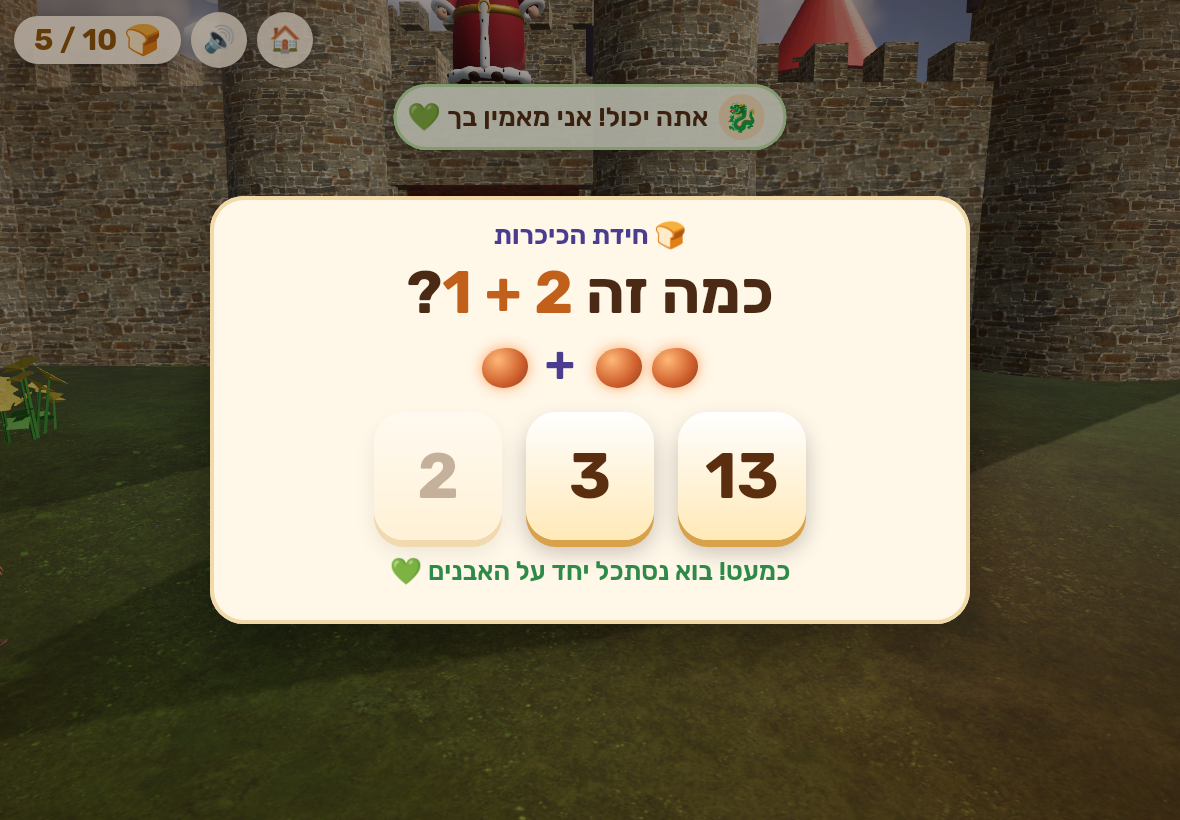 5 / 10
אתה יכול! אני מאמין בך
חידת הכיכרות
כמה זה 2 + 1?
+
13 3 2
כמעט! בוא נסתכל יחד על האבנים